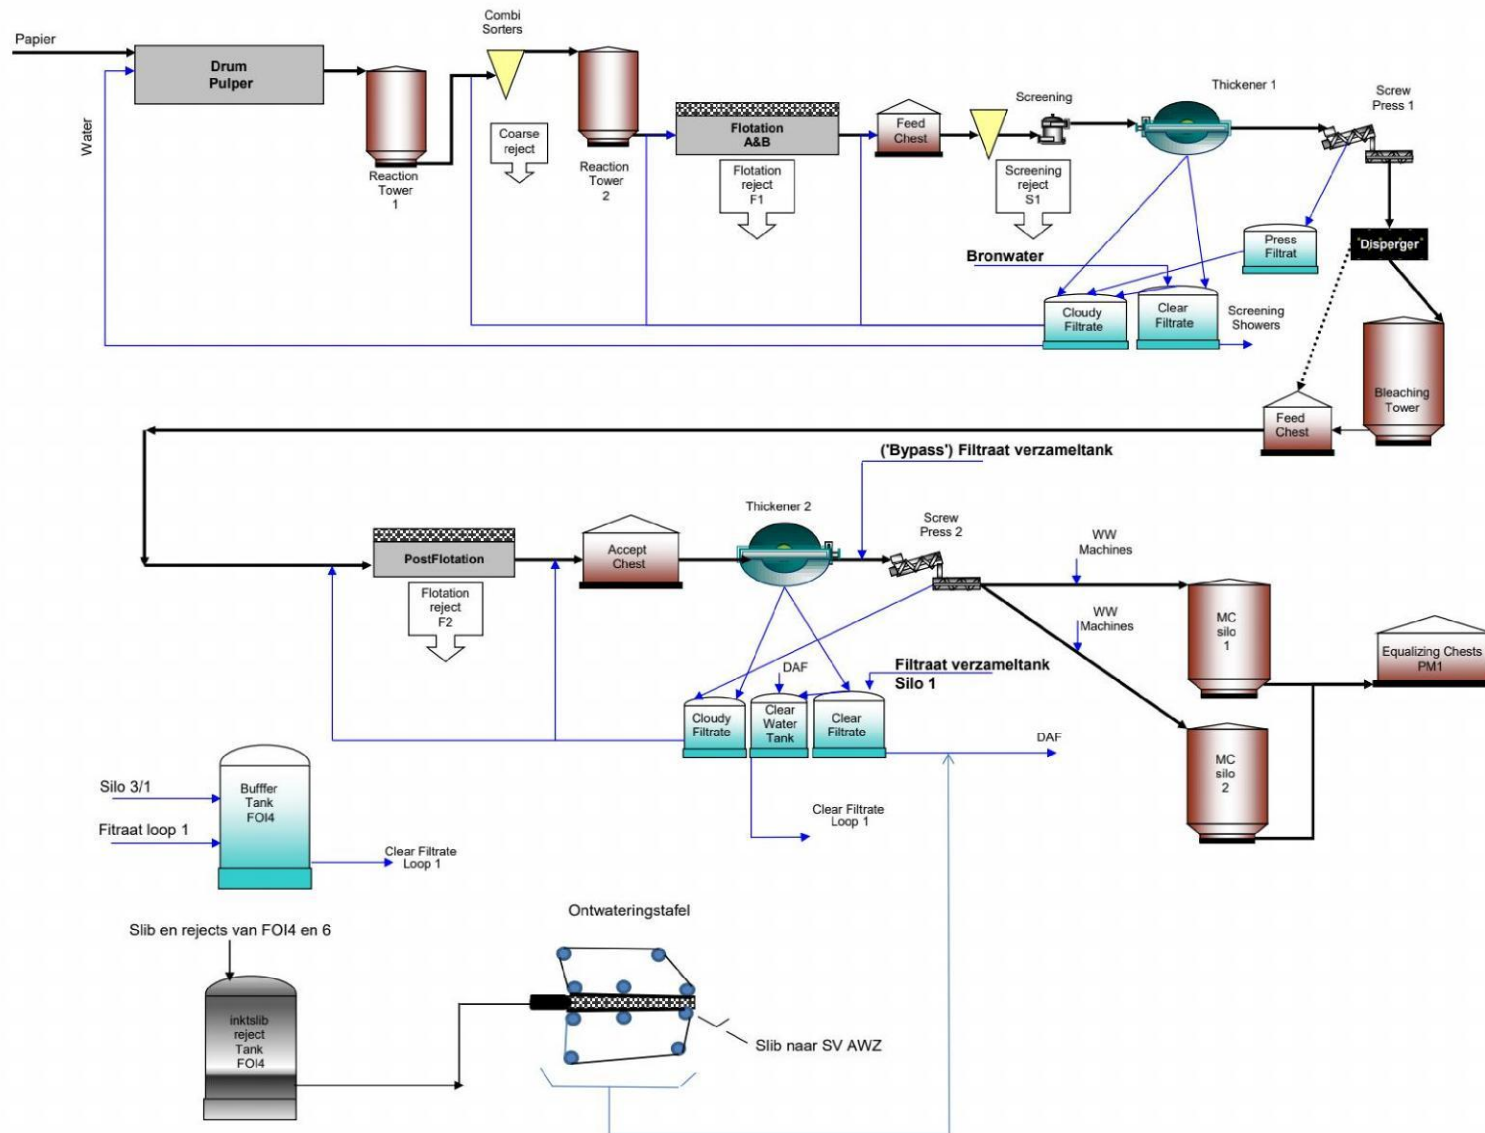 Papier
Drum
Pulper
Water
Reaction
Tower
1
Combi
Sorters
Coarse
reject
Reaction
Tower
2
Flotation
A&B
Flotation
reject
F1
Feed
Chest
Screening
Screening
reject
S1
Thickener 1
Screw
Press 1
Press
Filtrat
Disperger
Bronwater
Cloudy
Filtrate
Clear
Filtrate
Screening
Showers
Bleaching
Tower
Feed
Chest
('Bypass') Filtraat verzameltank
PostFlotation
Flotation
reject
F2
Accept
Chest
Thickener 2
Screw
Press 2
WW
Machines
WW
Machines
MC
silo
1
Equalizing Chests
PM1
MC
silo
2
Filtraat verzameltank
Silo 1
DAF
Cloudy
Filtrate
Clear
Water
Tank
Clear
Filtrate
DAF
Clear Filtrate
Loop 1
Silo 3/1
Fitraat loop 1
Bufffer
Tank
FOI4
Clear Filtrate
Loop 1
Slib en rejects van FOI4 en 6
inktslib
reject
Tank
FOI4
Ontwateringstafel
Slib naar SV AWZ